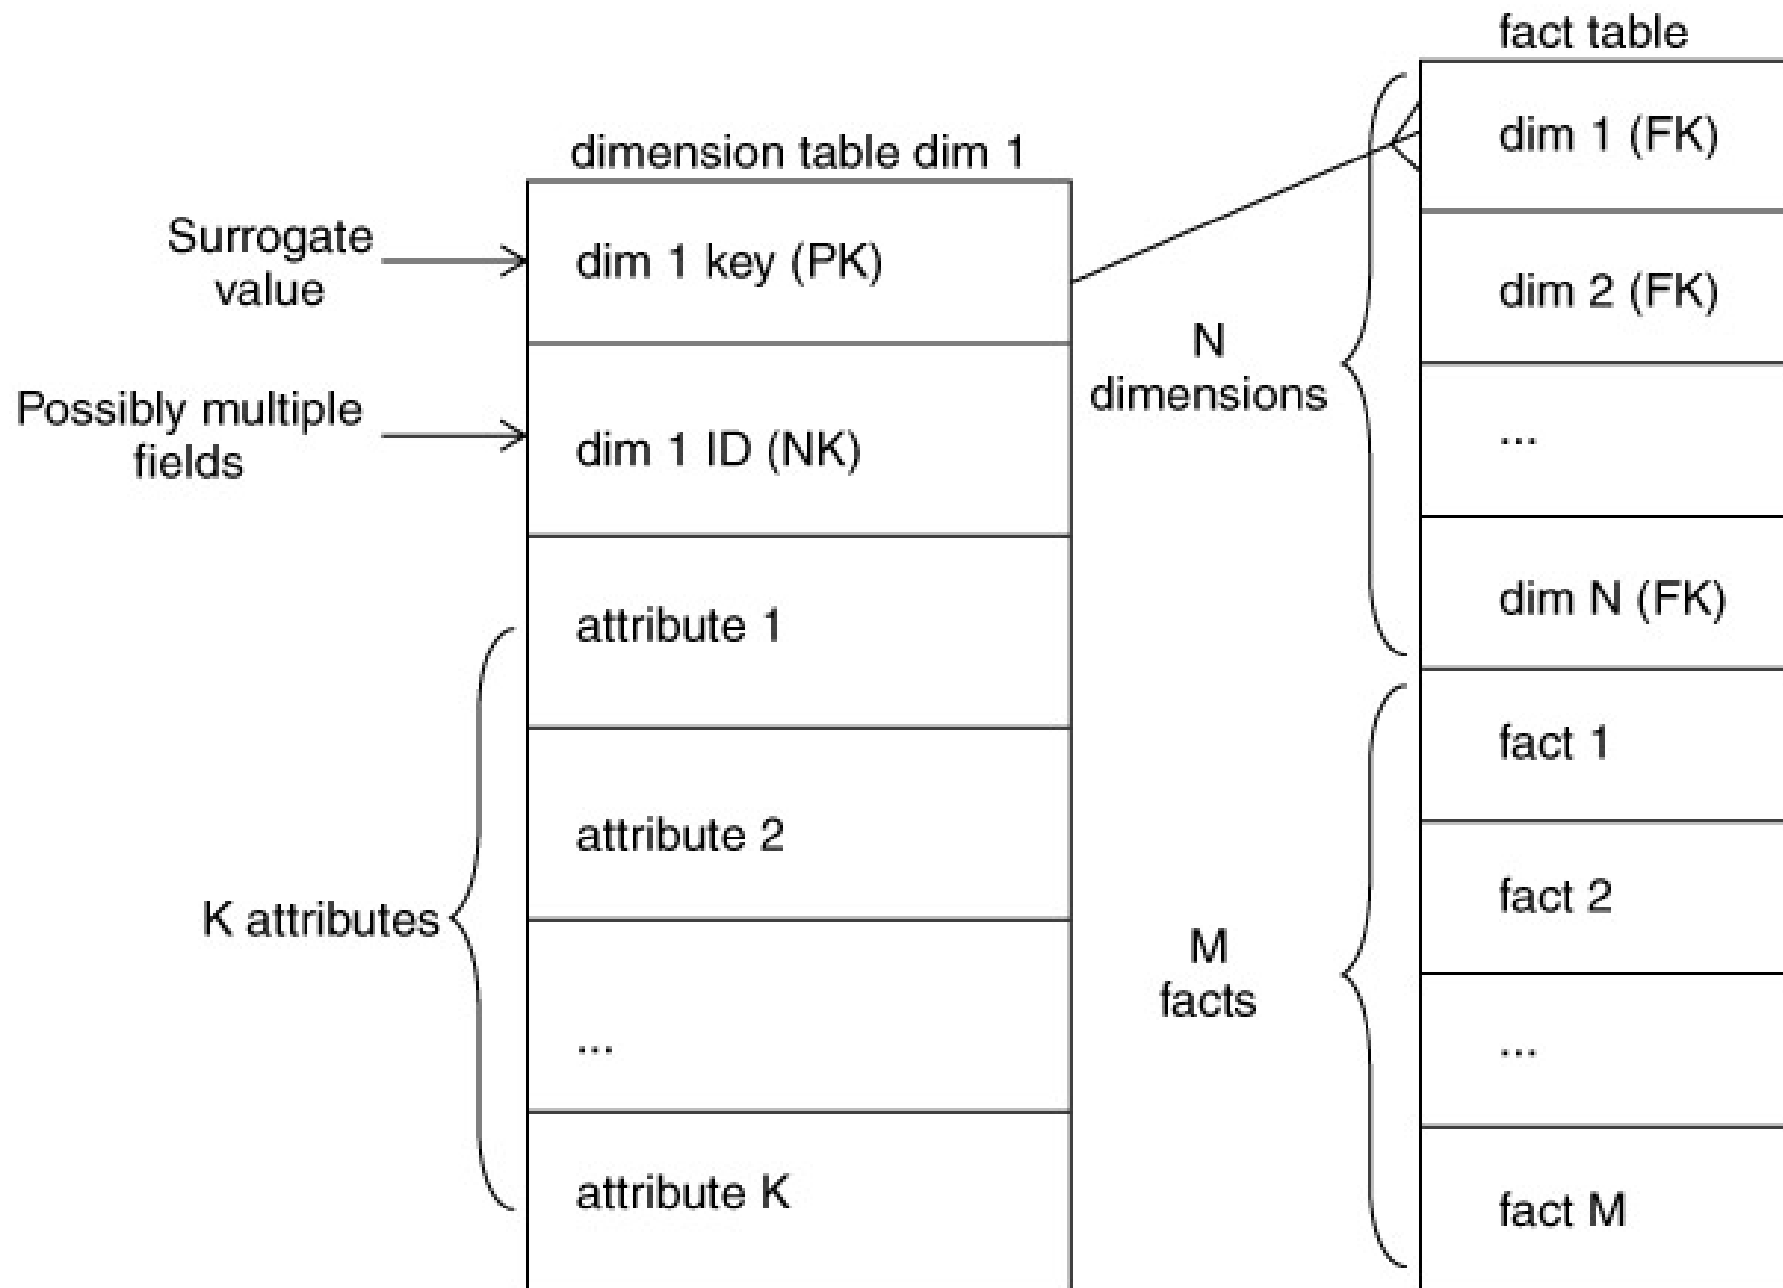 fact table
dim 1 (FK)
dim 2 (FK)
...
dim N (FK)
fact 1
fact 2
...
fact M
N
dimensions
M
facts
dimension table dim 1
dim 1 key (PK)
dim 1 ID (NK)
attribute 1
attribute 2
...
attribute K
Surrogate
value
Possibly multiple
fields
K attributes